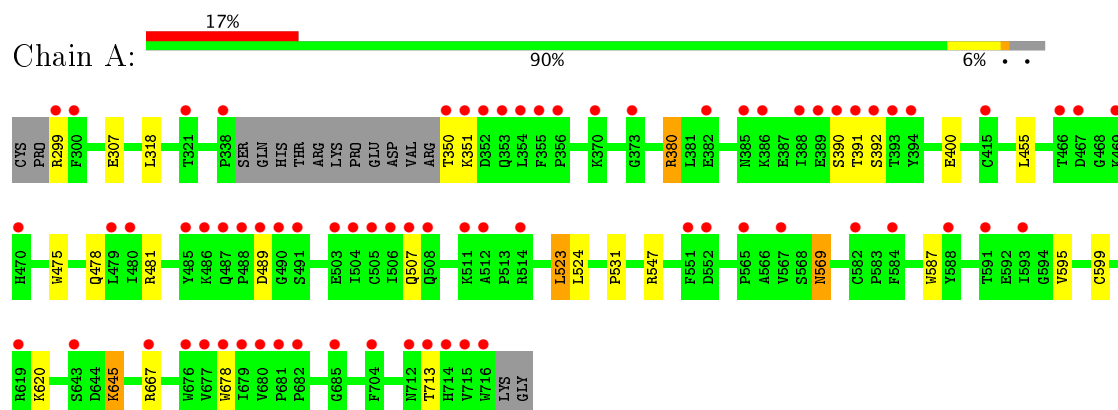 17%
Chain A:
90% 6% • •
CYS PRO R299 F300 E307 L318 T321 P338 SER GLN HIS THR ARG LYS PRO GLU ASP VAL ARG T350 K351 D352 Q353 L354 F355 P356 K370 G373 R380 L381 E382 N385 K386 E387 I388 E389 S390 T391 S392 T393 Y394 E400 C415 L455 T466 D467 G468 K469
H470 W475 Q478 L479 I480 R481 Y485 K486 Q487 P488 D489 G490 S491 E503 I504 C505 I506 Q507 Q508 K511 A512 P513 R514 L523 L524 P531 R547 F551 D552 P565 A566 V567 S568 N569 C582 P583 F584 W587 Y588 T591 E592 I593 G594 V595 C599
R619 K620 S643 D644 K645 R667 W676 V677 W678 I679 V680 P681 P682 G685 F704 N712 T713 H714 V715 W716 LYS GLY